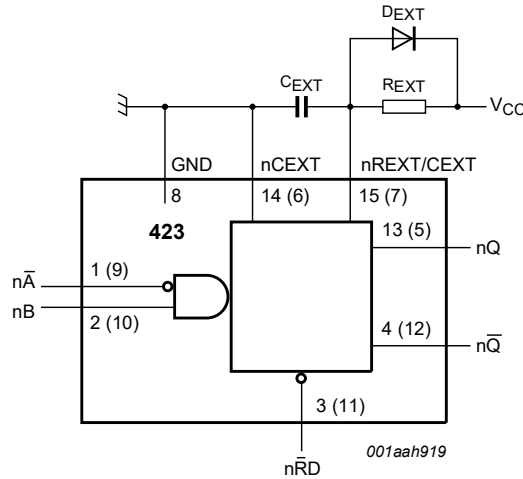 DEXT
CEXT
REXT
VCC
GND
nCEXT
nREXT/CEXT
8
14 (6)
15 (7)
423
13 (5)
nQ
nA̅
1 (9)
nB
2 (10)
4 (12)
nQ̅
3 (11)
nR̅D
001aah919